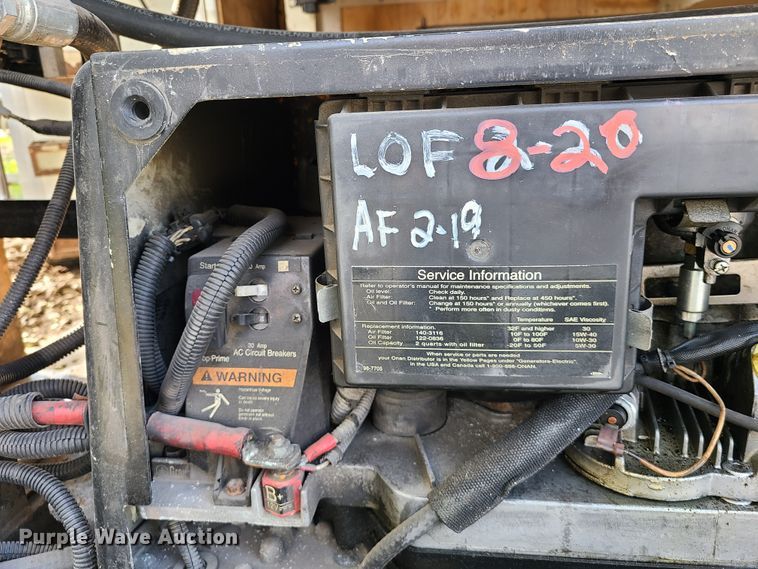 LOF 8-20
AF 2-19
Service Information
Refer to operator's manual for maintenance specifications and adjustments.
Oil level: Check daily.
Air Filter: Clean at 150 hours* and Replace at 450 hours*.
Oil and Oil Filter: Change at 150 hours* or annually (whichever comes first).
* Perform more often in dusty conditions.
Temperature SAE Viscosity
Replacement information: 32F and higher 30
Air Filter 140-3116 10F to 100F 15W-40
Oil Filter 122-0836 0F to 80F 10W-30
Oil Capacity 2 quarts with oil filter -20F to 50F 5W-30
When service or parts are needed
your Onan Distributor is in the Yellow Pages under "Generators-Electric",
in the USA and Canada call 1-800-888-ONAN.
98-7705
Start
Amp
30 Amp
AC Circuit Breakers
Prime
WARNING
B+
Purple Wave Auction